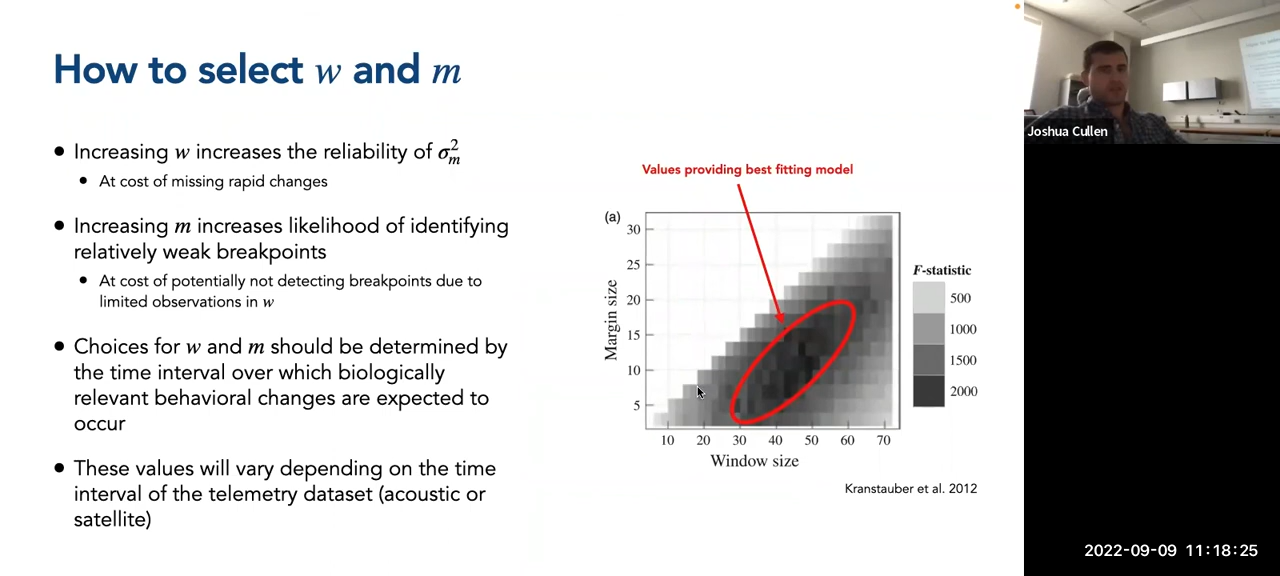 How to select w and m
• Increasing w increases the reliability of σ²ₘ
• At cost of missing rapid changes
• Increasing m increases likelihood of identifying
relatively weak breakpoints
• At cost of potentially not detecting breakpoints due to
limited observations in w
• Choices for w and m should be determined by
the time interval over which biologically
relevant behavioral changes are expected to
occur
• These values will vary depending on the time
interval of the telemetry dataset (acoustic or
satellite)
Values providing best fitting model
(a)
Margin size
30
25
20
15
10
5
10 20 30 40 50 60 70
Window size
F-statistic
500
1000
1500
2000
Kranstauber et al. 2012
Joshua Cullen
2022-09-09 11:18:25